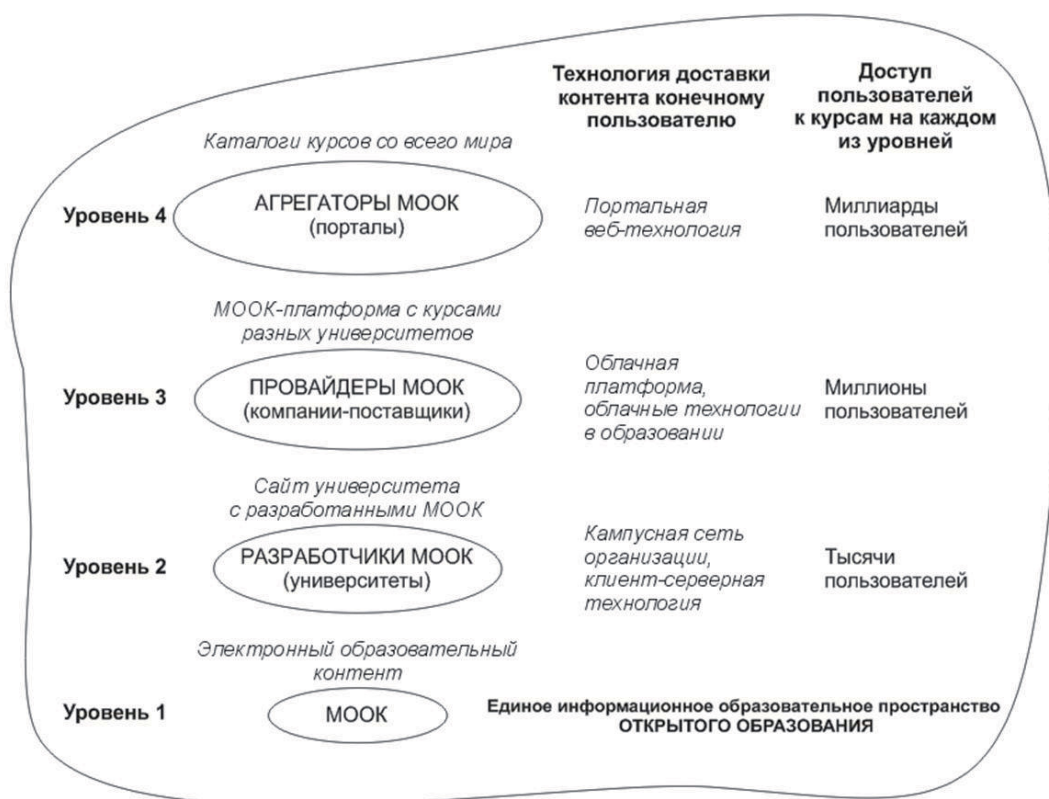 Технология доставки
контента конечному
пользователю
Доступ
пользователей
к курсам на каждом
из уровней
Каталоги курсов со всего мира
Уровень 4
АГРЕГАТОРЫ МООК
(порталы)
Портальная
веб-технология
Миллиарды
пользователей
МООК-платформа с курсами
разных университетов
Уровень 3
ПРОВАЙДЕРЫ МООК
(компании-поставщики)
Облачная
платформа,
облачные технологии
в образовании
Миллионы
пользователей
Сайт университета
с разработанными МООК
Уровень 2
РАЗРАБОТЧИКИ МООК
(университеты)
Кампусная сеть
организации,
клиент-серверная
технология
Тысячи
пользователей
Электронный образовательный
контент
Уровень 1
МООК
Единое информационное образовательное пространство
ОТКРЫТОГО ОБРАЗОВАНИЯ